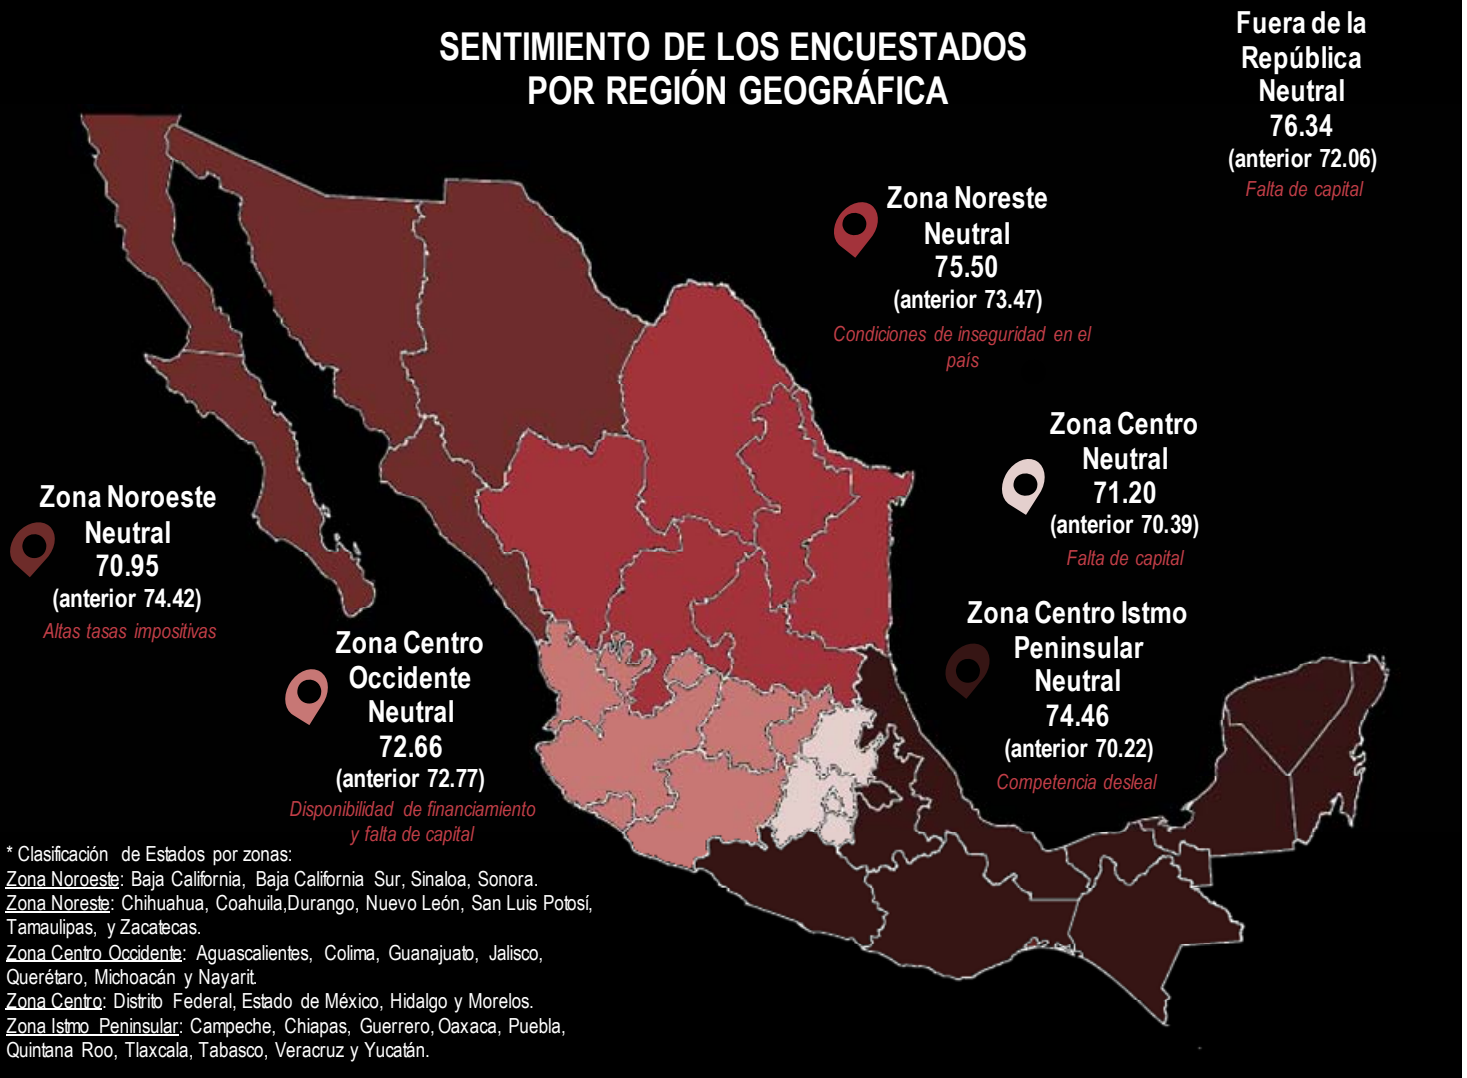 SENTIMIENTO DE LOS ENCUESTADOS
POR REGIÓN GEOGRÁFICA
Fuera de la
República
Neutral
76.34
(anterior 72.06)
Falta de capital
Zona Noreste
Neutral
75.50
(anterior 73.47)
Condiciones de inseguridad en el
país
Zona Centro
Neutral
71.20
(anterior 70.39)
Falta de capital
Zona Noroeste
Neutral
70.95
(anterior 74.42)
Altas tasas impositivas
Zona Centro Istmo
Peninsular
Neutral
74.46
(anterior 70.22)
Competencia desleal
Zona Centro
Occidente
Neutral
72.66
(anterior 72.77)
Disponibilidad de financiamiento
y falta de capital
* Clasificación de Estados por zonas:
Zona Noroeste: Baja California, Baja California Sur, Sinaloa, Sonora.
Zona Noreste: Chihuahua, Coahuila,Durango, Nuevo León, San Luis Potosí,
Tamaulipas, y Zacatecas.
Zona Centro Occidente: Aguascalientes, Colima, Guanajuato, Jalisco,
Querétaro, Michoacán y Nayarit.
Zona Centro: Distrito Federal, Estado de México, Hidalgo y Morelos.
Zona Istmo Peninsular: Campeche, Chiapas, Guerrero, Oaxaca, Puebla,
Quintana Roo, Tlaxcala, Tabasco, Veracruz y Yucatán.